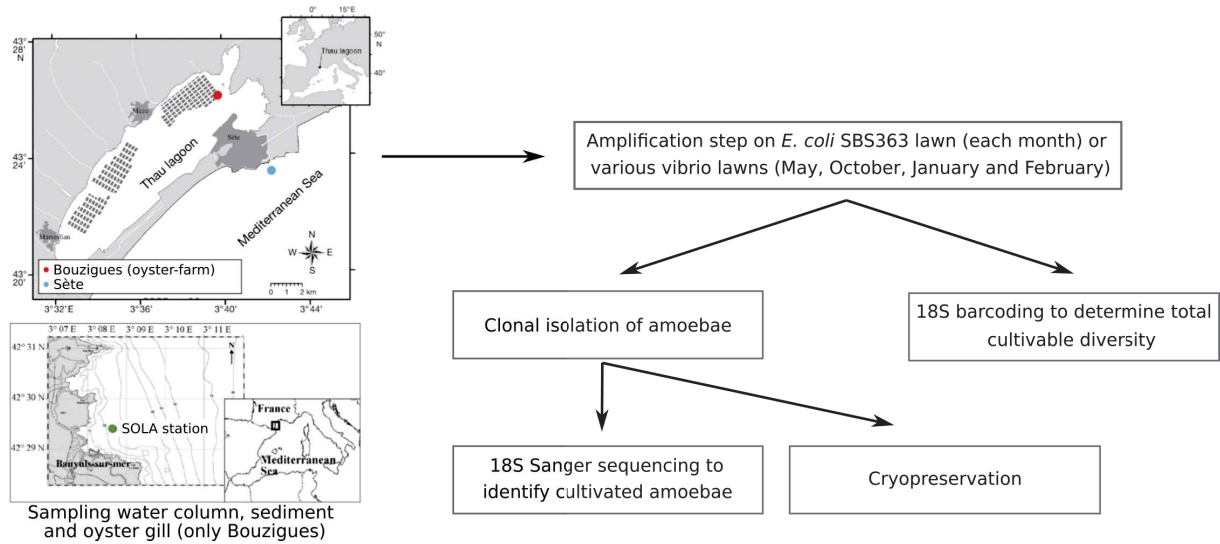 0° 15°E
50°
N
40°
Thau lagoon
43°
28'
N
43°
24'
43°
20'
Mèze
Sète
Marseillan
Thau lagoon
Mediterranean Sea
N
W E
S
0 1 2 km
Bouzigues (oyster-farm)
Sète
3°32'E 3°36' 3°40' 3°44'
3° 07 E 3° 08 E 3° 09 E 3° 10 E 3° 11 E
42° 31 N
42° 30 N
42° 29 N
N
SOLA station
Banyuls-sur-mer
France
Mediterranean
Sea
Sampling water column, sediment
and oyster gill (only Bouzigues)
Amplification step on E. coli SBS363 lawn (each month) or
various vibrio lawns (May, October, January and February)
Clonal isolation of amoebae
18S barcoding to determine total
cultivable diversity
18S Sanger sequencing to
identify cultivated amoebae
Cryopreservation